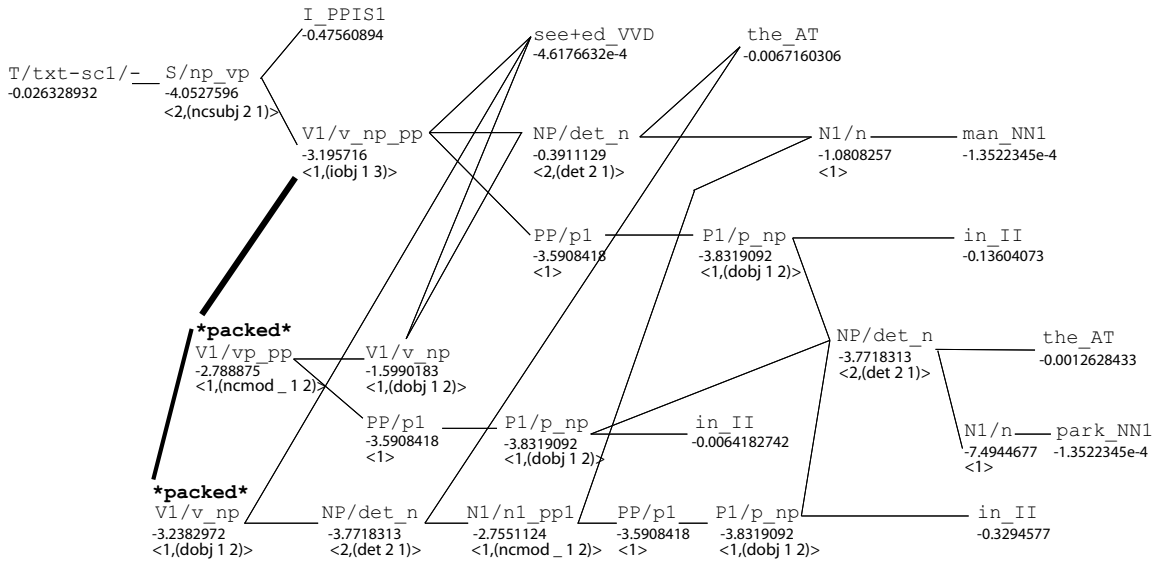 I_PPIS1
-0.47560894
see+ed_VVD
-4.6176632e-4
the_AT
-0.0067160306
T/txt-sc1/-
-0.026328932
S/np_vp
-4.0527596
<2,(ncsubj 2 1)>
V1/v_np_pp
-3.195716
<1,(iobj 1 3)>
NP/det_n
-0.3911129
<2,(det 2 1)>
N1/n
-1.0808257
<1>
man_NN1
-1.3522345e-4
PP/p1
-3.5908418
<1>
P1/p_np
-3.8319092
<1,(dobj 1 2)>
in_II
-0.13604073
*packed*
V1/vp_pp
-2.788875
<1,(ncmod _ 1 2)>
V1/v_np
-1.5990183
<1,(dobj 1 2)>
NP/det_n
-3.7718313
<2,(det 2 1)>
the_AT
-0.0012628433
PP/p1
-3.5908418
<1>
P1/p_np
-3.8319092
<1,(dobj 1 2)>
in_II
-0.0064182742
N1/n
-7.4944677
<1>
park_NN1
-1.3522345e-4
*packed*
V1/v_np
-3.2382972
<1,(dobj 1 2)>
NP/det_n
-3.7718313
<2,(det 2 1)>
N1/n1_pp1
-2.7551124
<1,(ncmod _ 1 2)>
PP/p1
-3.5908418
<1>
P1/p_np
-3.8319092
<1,(dobj 1 2)>
in_II
-0.3294577